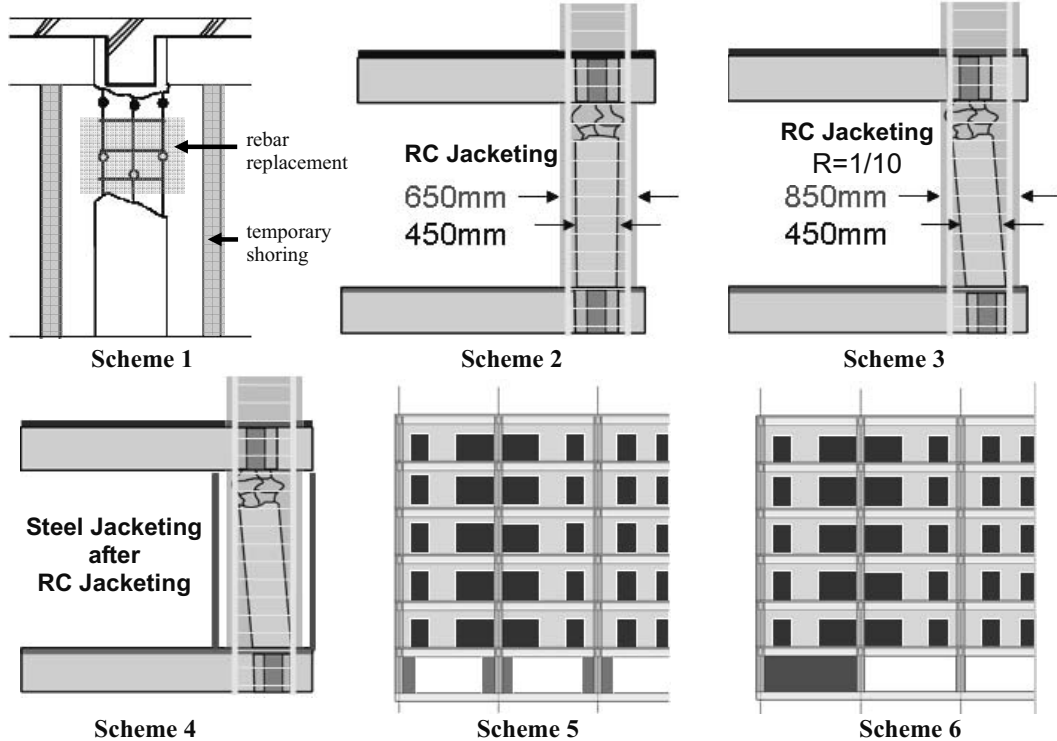 rebar
replacement
temporary
shoring
Scheme 1
RC Jacketing
650mm
450mm
Scheme 2
RC Jacketing
R=1/10
850mm
450mm
Scheme 3
Steel Jacketing
after
RC Jacketing
Scheme 4
Scheme 5
Scheme 6